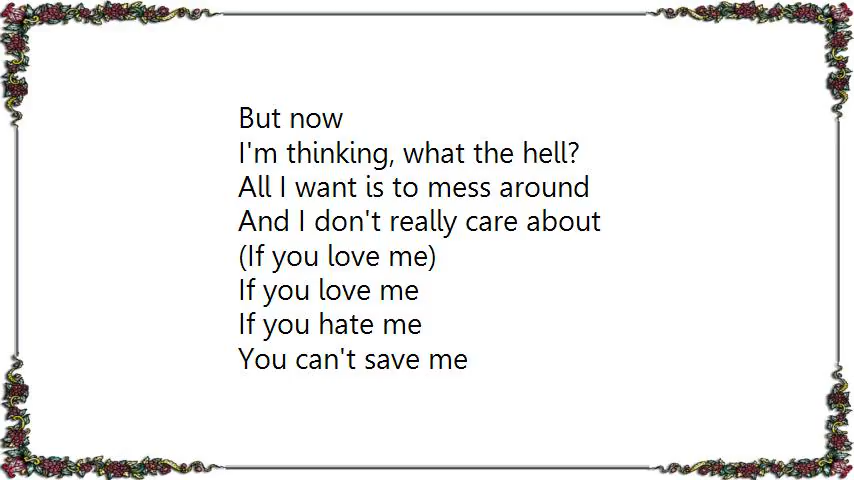 But now
I'm thinking, what the hell?
All I want is to mess around
And I don't really care about
(If you love me)
If you love me
If you hate me
You can't save me